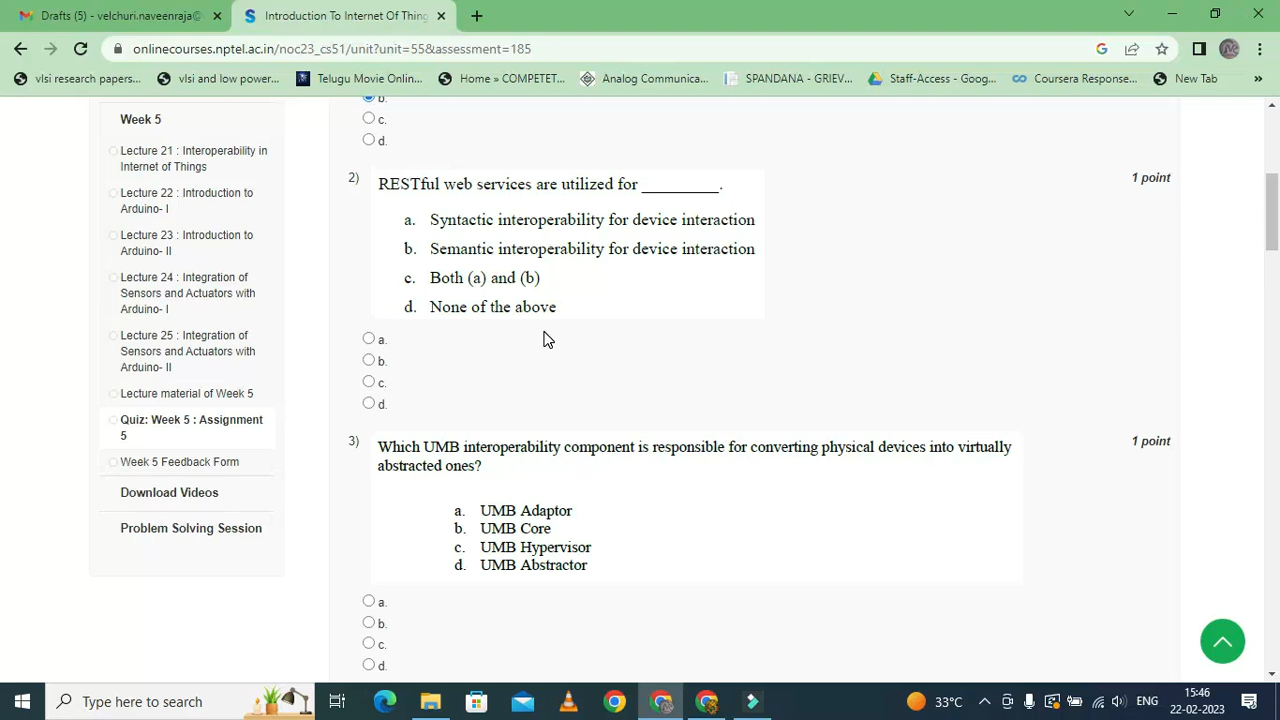 Drafts (5) - velchuri.naveenraja@
Introduction To Internet Of Thing
onlinecourses.nptel.ac.in/noc23_cs51/unit?unit=55&assessment=185
vlsi research papers...
vlsi and low power...
Telugu Movie Onlin...
Home » COMPETET...
Analog Communica...
SPANDANA - GRIEV...
Staff-Access - Goog...
Coursera Response...
New Tab
»
Week 5
Lecture 21 : Interoperability in
Internet of Things
Lecture 22 : Introduction to
Arduino- I
Lecture 23 : Introduction to
Arduino- II
Lecture 24 : Integration of
Sensors and Actuators with
Arduino- I
Lecture 25 : Integration of
Sensors and Actuators with
Arduino- II
Lecture material of Week 5
Quiz: Week 5 : Assignment
5
Week 5 Feedback Form
Download Videos
Problem Solving Session
b.
c.
d.
2)
RESTful web services are utilized for _________.
1 point
a. Syntactic interoperability for device interaction
b. Semantic interoperability for device interaction
c. Both (a) and (b)
d. None of the above
a.
b.
c.
d.
3)
Which UMB interoperability component is responsible for converting physical devices into virtually
1 point
abstracted ones?
a. UMB Adaptor
b. UMB Core
c. UMB Hypervisor
d. UMB Abstractor
a.
b.
c.
d.
Type here to search
33°C
ENG
15:46
22-02-2023